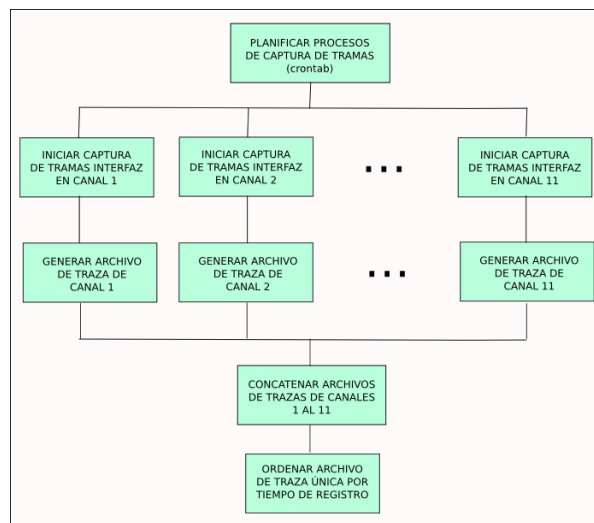 PLANIFICAR PROCESOS
DE CAPTURA DE TRAMAS
(crontab)
INICIAR CAPTURA
DE TRAMAS INTERFAZ
EN CANAL 1
INICIAR CAPTURA
DE TRAMAS INTERFAZ
EN CANAL 2
...
INICIAR CAPTURA
DE TRAMAS INTERFAZ
EN CANAL 11
GENERAR ARCHIVO
DE TRAZA DE
CANAL 1
GENERAR ARCHIVO
DE TRAZA DE
CANAL 2
...
GENERAR ARCHIVO
DE TRAZA DE
CANAL 11
CONCATENAR ARCHIVOS
DE TRAZAS DE CANALES
1 AL 11
ORDENAR ARCHIVO
DE TRAZA ÚNICA POR
TIEMPO DE REGISTRO